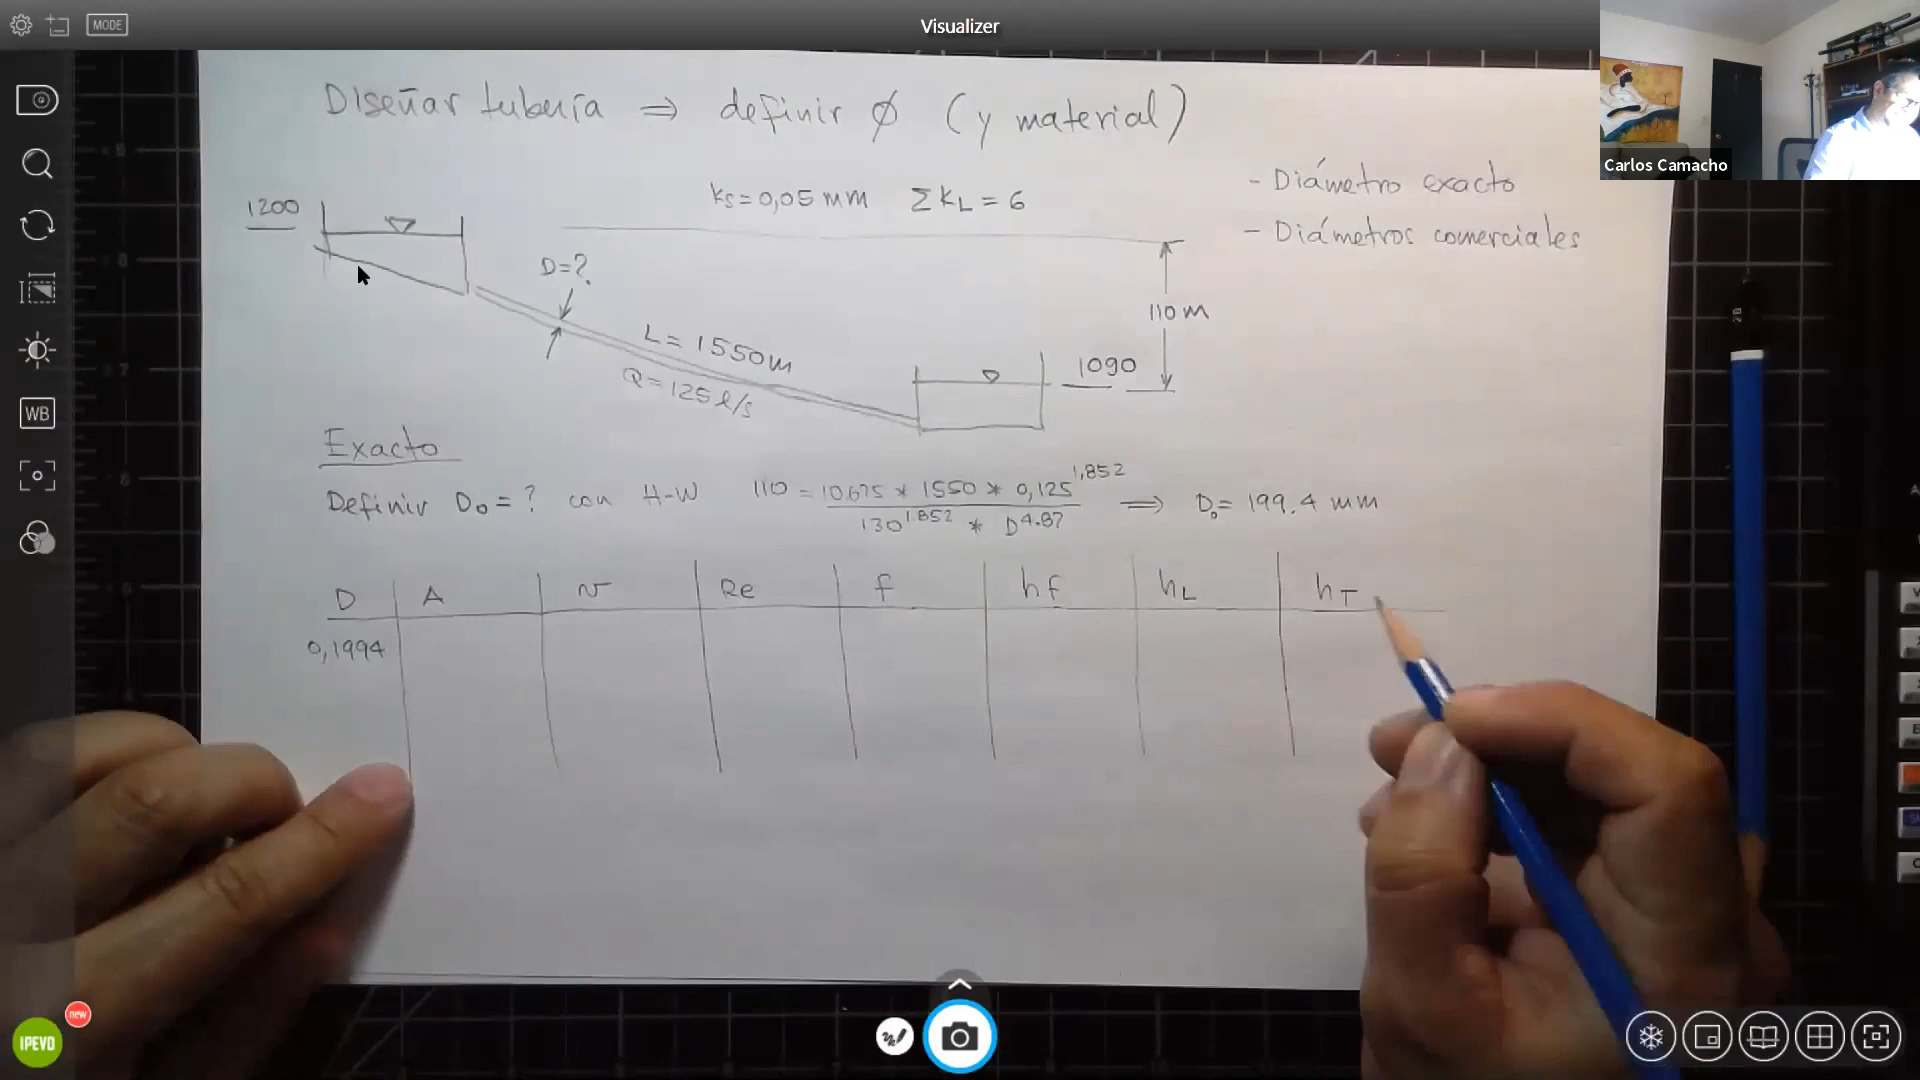 MODE
Visualizer
Carlos Camacho
Diseñar tubería ⇒ definir ϕ (y material)
- Diámetro exacto
- Diámetros comerciales
1200
ks=0,05 mm ΣKL = 6
D=?
110 m
L = 1550m
Q=125 l/s
1090
WB
Exacto
Definir Do = ? con H-W 110 = 10,675 * 1550 * 0,125^1,852 / 130^1.852 * D^4.87 ⇒ Do= 199.4 mm
D A v Re f hf hL hT
0,1994
new
IPEVO